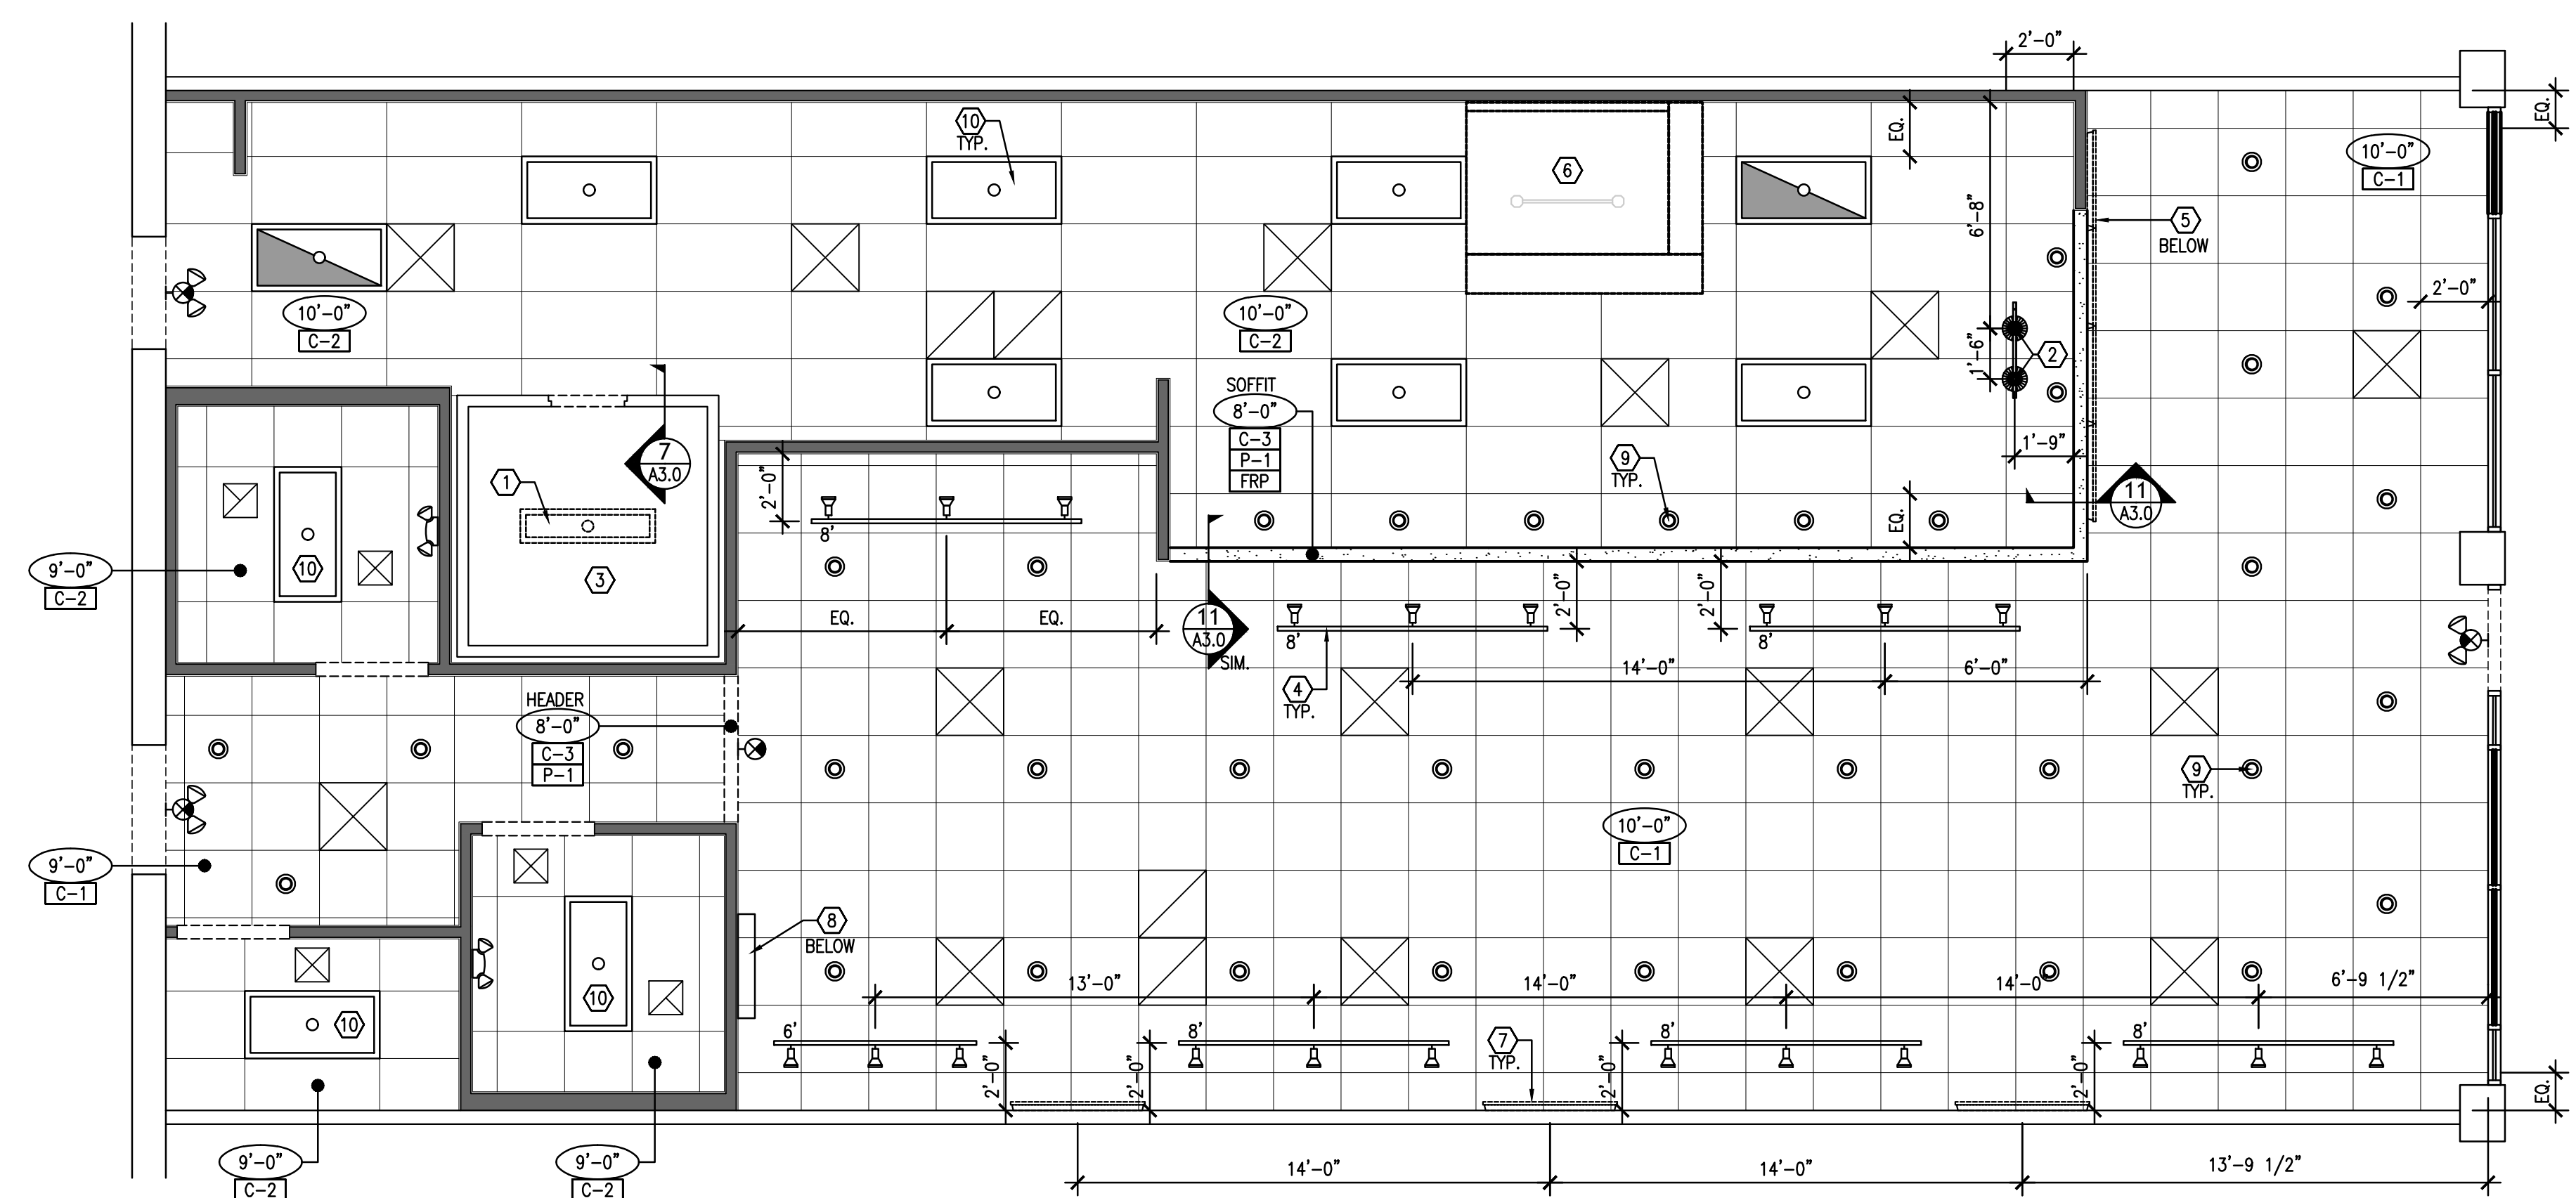 2'-0"
EQ.
10
TYP.
EQ.
10'-0"
C-1
6
6'-8"
5
BELOW
2'-0"
10'-0"
C-2
10'-0"
C-2
1'-6"
2
SOFFIT
8'-0"
C-3
P-1
FRP
7
A3.0
1'-9"
9
TYP.
1
2'-0"
11
A3.0
8'
EQ.
9'-0"
C-2
10
3
2'-0"
2'-0"
EQ.
EQ.
11
A3.0
SIM.
8'
8'
14'-0"
6'-0"
4
TYP.
HEADER
8'-0"
C-3
P-1
9
TYP.
10'-0"
C-1
9'-0"
C-1
8
BELOW
13'-0"
14'-0"
14'-0"
6'-9 1/2"
10
10
6'
8'
8'
8'
7
TYP.
2'-0"
2'-0"
2'-0"
2'-0"
EQ.
9'-0"
C-2
9'-0"
C-2
14'-0"
14'-0"
13'-9 1/2"